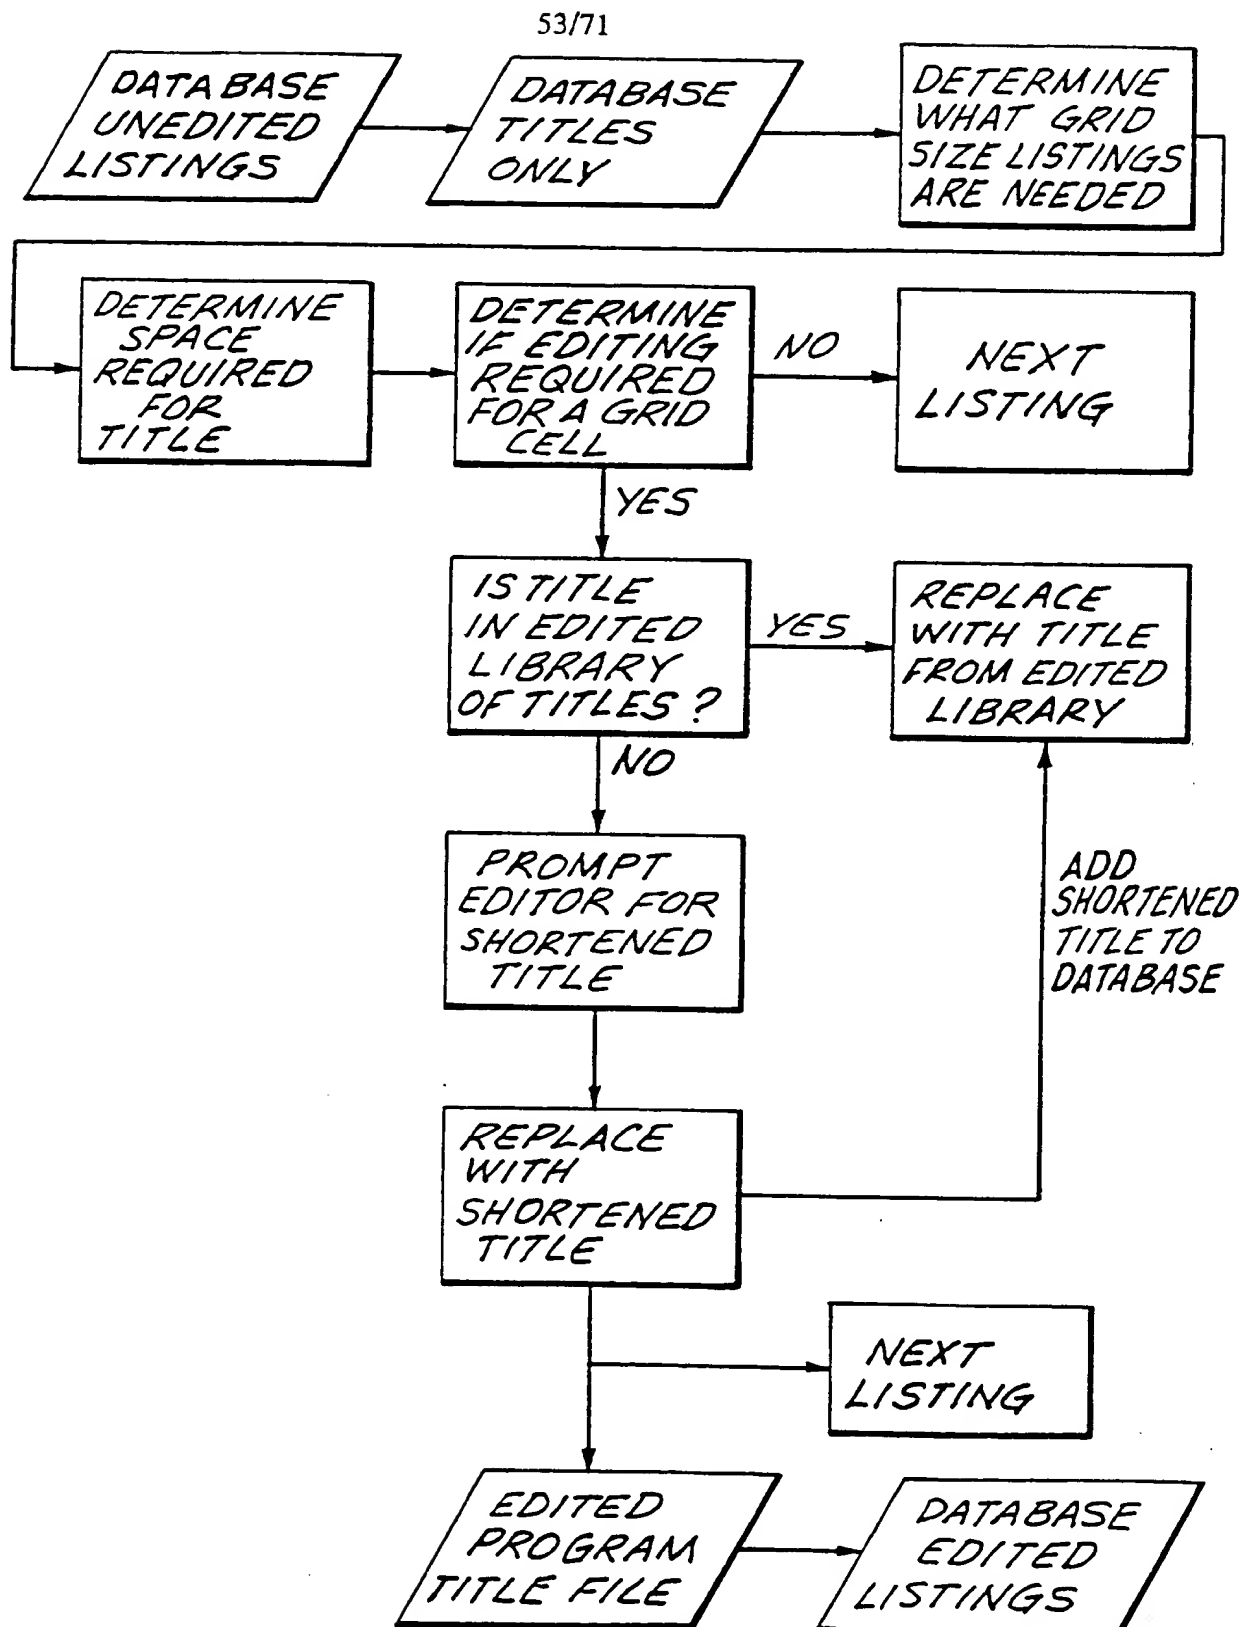 53/71
DATABASE
UNEDITED
LISTINGS
DATABASE
TITLES
ONLY
DETERMINE
WHAT GRID
SIZE LISTINGS
ARE NEEDED
DETERMINE
SPACE
REQUIRED
FOR
TITLE
DETERMINE
IF EDITING
REQUIRED
FOR A GRID
CELL
NO
NEXT
LISTING
YES
IS TITLE
IN EDITED
LIBRARY
OF TITLES ?
YES
REPLACE
WITH TITLE
FROM EDITED
LIBRARY
NO
PROMPT
EDITOR FOR
SHORTENED
TITLE
ADD
SHORTENED
TITLE TO
DATABASE
REPLACE
WITH
SHORTENED
TITLE
NEXT
LISTING
EDITED
PROGRAM
TITLE FILE
DATABASE
EDITED
LISTINGS